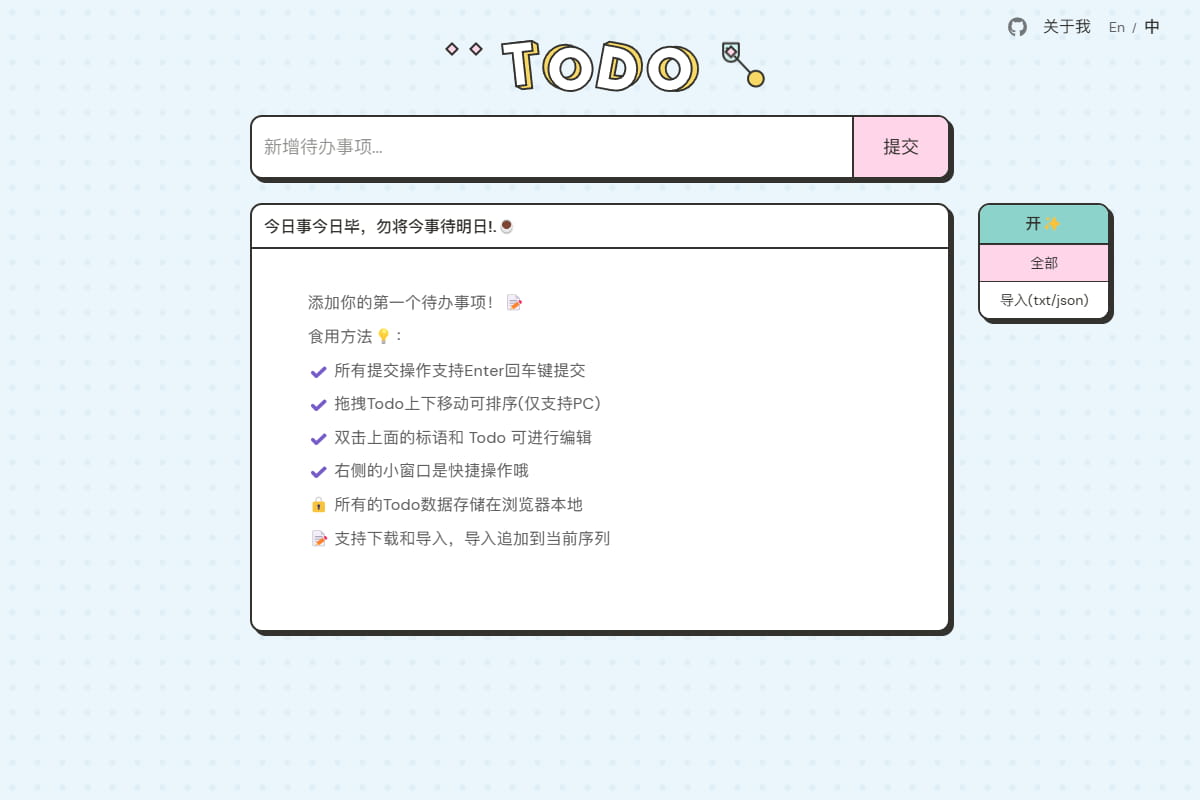 关于我 En / 中
TODO
新增待办事项...
提交
今日事今日毕，勿将今事待明日!.
开
全部
导入(txt/json)
添加你的第一个待办事项！
食用方法：
所有提交操作支持Enter回车键提交
拖拽Todo上下移动可排序(仅支持PC)
双击上面的标语和 Todo 可进行编辑
右侧的小窗口是快捷操作哦
所有的Todo数据存储在浏览器本地
支持下载和导入，导入追加到当前序列